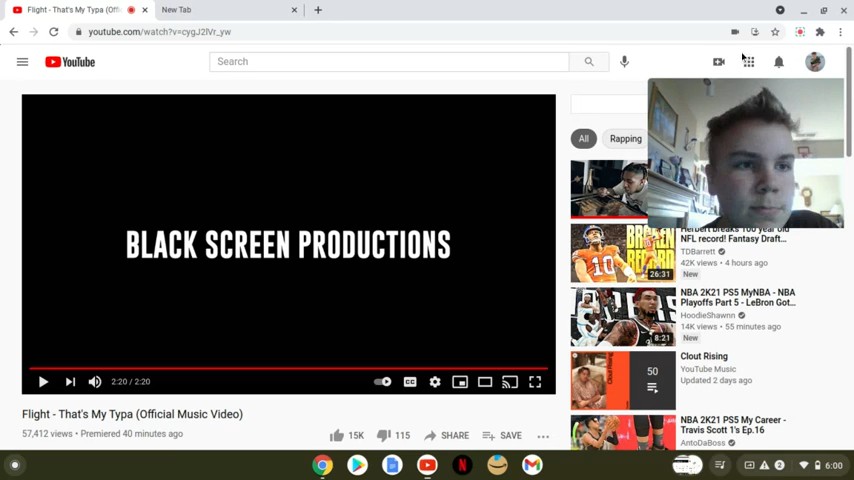 Flight - That's My Typa (Offi
New Tab
youtube.com/watch?v=cygJ2lVr_yw
YouTube
Search
BLACK SCREEN PRODUCTIONS
2:20 / 2:20
CC
Flight - That's My Typa (Official Music Video)
57,412 views • Premiered 40 minutes ago
15K
115
SHARE
SAVE
All
Rapping
Herbert breaks 100 year old
NFL record! Fantasy Draft...
TDBarrett
42K views • 4 hours ago
New
26:31
NBA 2K21 PS5 MyNBA - NBA
Playoffs Part 5 - LeBron Got...
HoodieShawnn
14K views • 55 minutes ago
New
8:21
Clout Rising
YouTube Music
Updated 2 days ago
50
NBA 2K21 PS5 My Career -
Travis Scott 1's Ep.16
AntoDaBoss
2
6:00